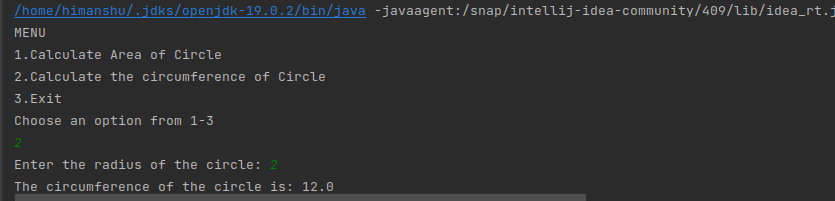 /home/himanshu/.jdks/openjdk-19.0.2/bin/java -javaagent:/snap/intellij-idea-community/409/lib/idea_rt.j
MENU
1.Calculate Area of Circle
2.Calculate the circumference of Circle
3.Exit
Choose an option from 1-3
2
Enter the radius of the circle: 2
The circumference of the circle is: 12.0